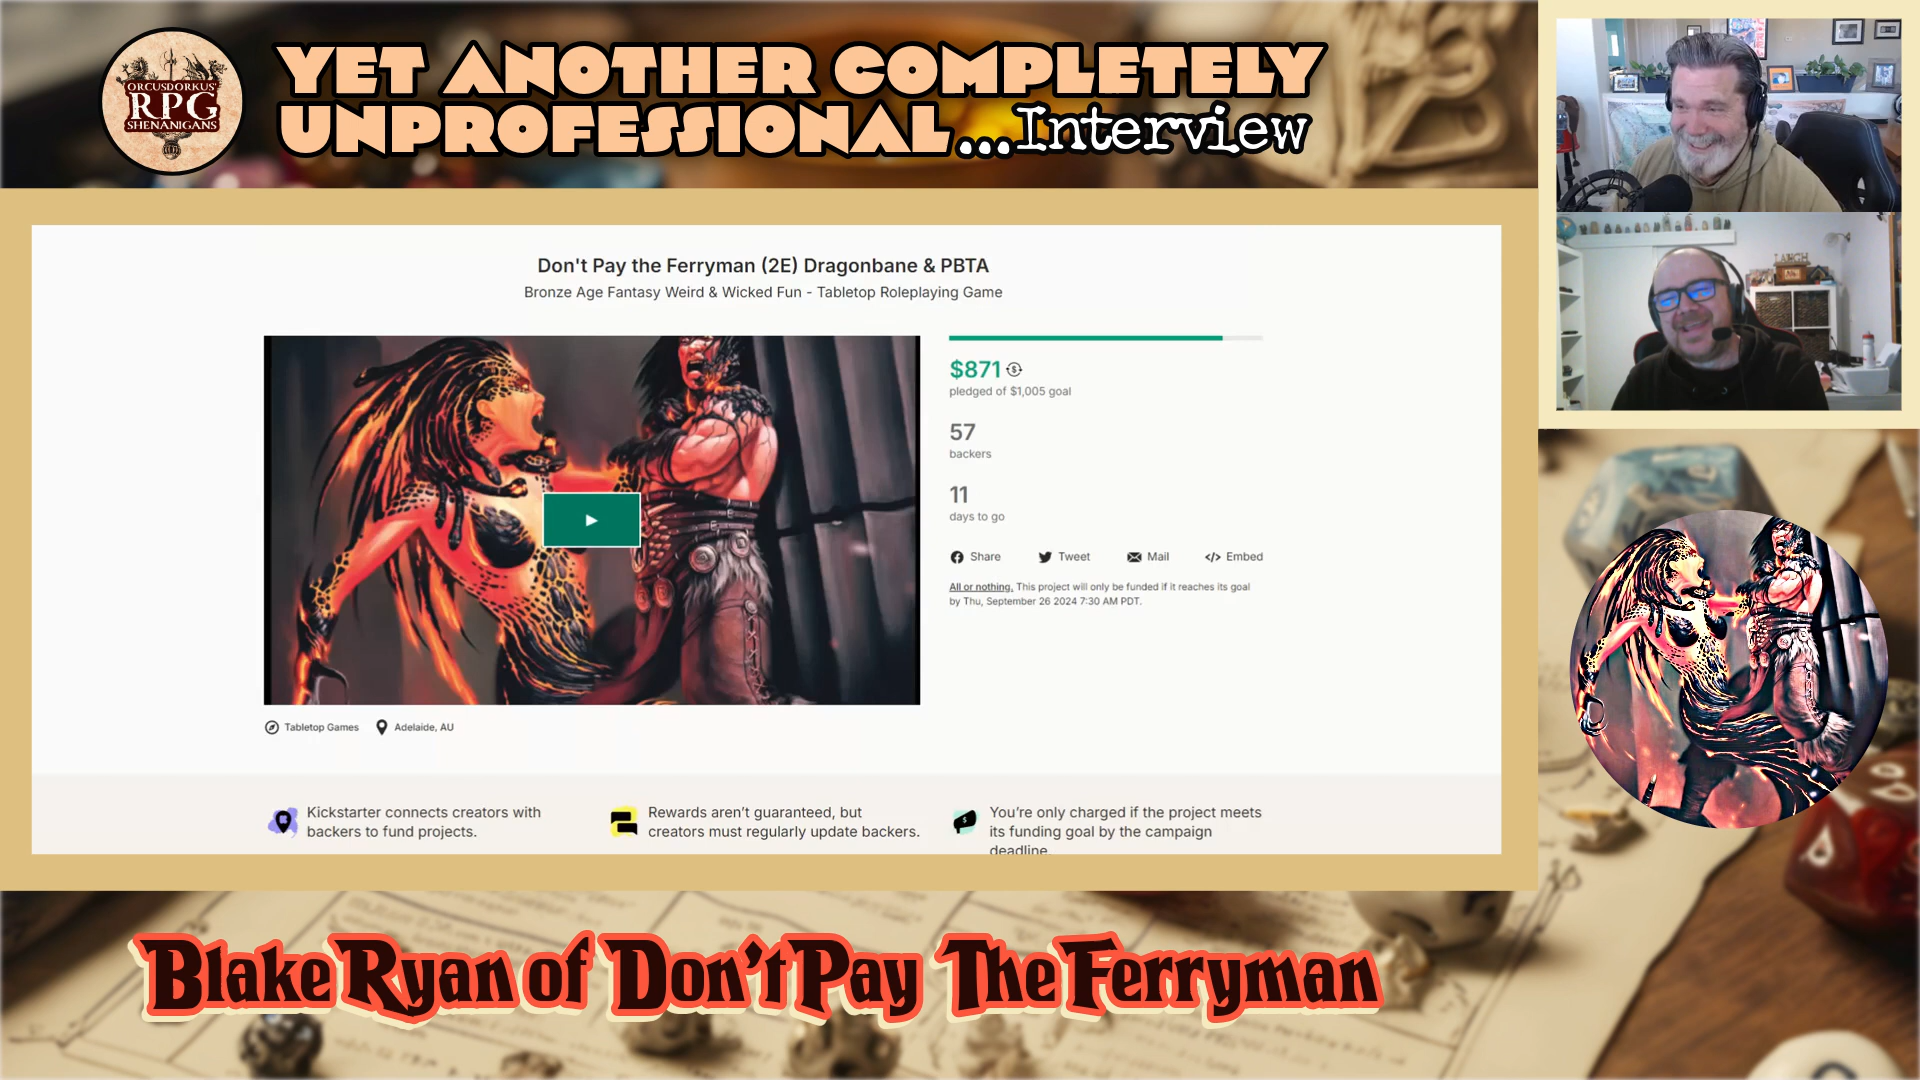 ORCUSDORKUS'
RPG
SHENANIGANS
YET ANOTHER COMPLETELY
UNPROFESSIONAL...Interview
LAUGH
Don't Pay the Ferryman (2E) Dragonbane & PBTA
Bronze Age Fantasy Weird & Wicked Fun - Tabletop Roleplaying Game
$871
pledged of $1,005 goal
57
backers
11
days to go
Share Tweet Mail Embed
All or nothing. This project will only be funded if it reaches its goal
by Thu, September 26 2024 7:30 AM PDT.
Tabletop Games Adelaide, AU
Kickstarter connects creators with
backers to fund projects.
Rewards aren't guaranteed, but
creators must regularly update backers.
You're only charged if the project meets
its funding goal by the campaign
deadline.
Blake Ryan of Don't Pay The Ferryman